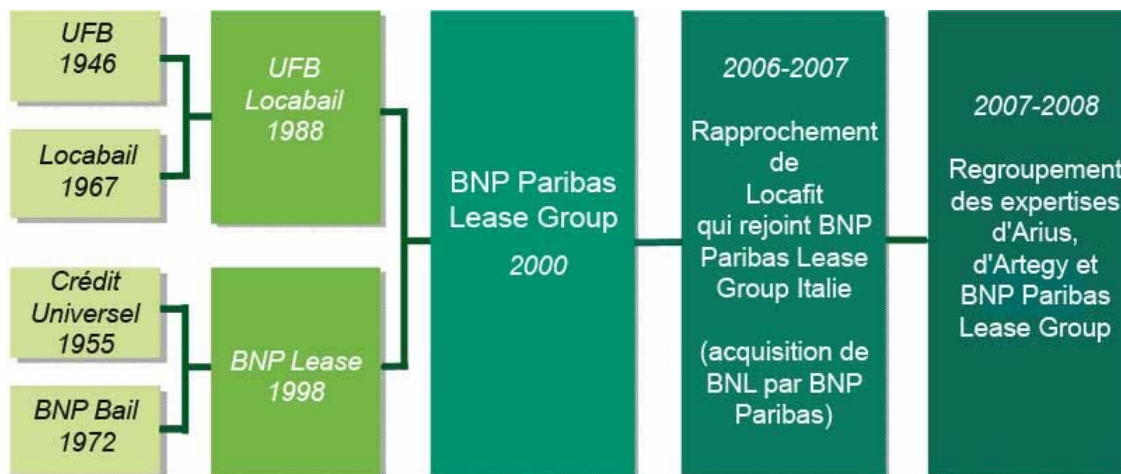 UFB
1946
Locabail
1967
Crédit
Universel
1955
BNP Bail
1972
UFB
Locabail
1988
BNP Lease
1998
BNP Paribas
Lease Group
2000
2006-2007
Rapprochement
de
Locafit
qui rejoint BNP
Paribas Lease
Group Italie
(acquisition de
BNL par BNP
Paribas)
2007-2008
Regroupement
des expertises
d'Arius,
d'Artegy et
BNP Paribas
Lease Group